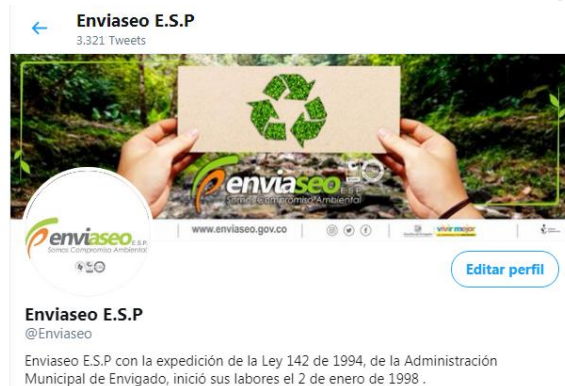 Enviaseo E.S.P
3.321 Tweets
enviaseo E.S.P.
Somos Compromiso Ambiental
www.enviaseo.gov.co
vivir mejor
enviaseo E.S.P.
Somos Compromiso Ambiental
Editar perfil
Enviaseo E.S.P
@Enviaseo
Enviaseo E.S.P con la expedición de la Ley 142 de 1994, de la Administración
Municipal de Envigado, inició sus labores el 2 de enero de 1998 .